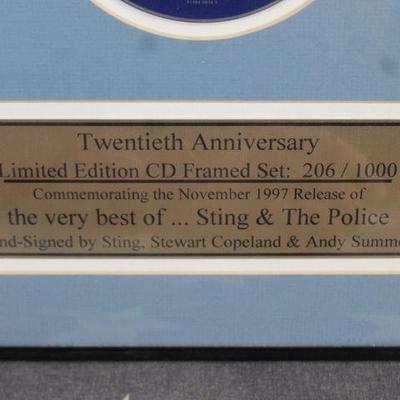 Twentieth Anniversary
Limited Edition CD Framed Set: 206 / 1000
Commemorating the November 1997 Release of
the very best of ... Sting & The Police
nd-Signed by Sting, Stewart Copeland & Andy Summe